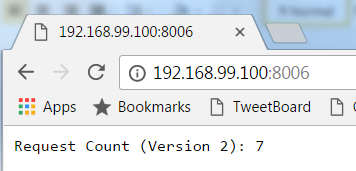 192.168.99.100:8006
192.168.99.100:8006
Apps Bookmarks TweetBoard
Request Count (Version 2): 7